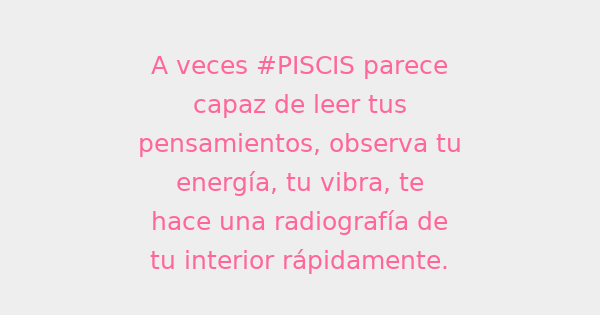 A veces #PISCIS parece
capaz de leer tus
pensamientos, observa tu
energía, tu vibra, te
hace una radiografía de
tu interior rápidamente.